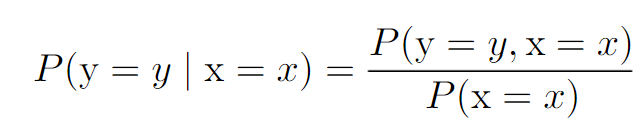 P(y = y | x = x) = P(y = y, x = x) / P(x = x)